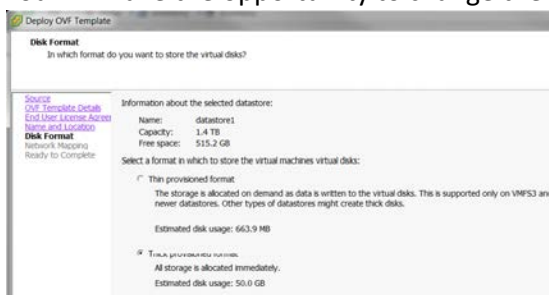 Deploy OVF Template
Disk Format
In which format do you want to store the virtual disks?
Source
OVF Template Details
End User License Agreem
Name and Location
Disk Format
Network Mapping
Ready to Complete
Information about the selected datastore:
Name: datastore1
Capacity: 1.4 TB
Free space: 515.2 GB
Select a format in which to store the virtual machines virtual disks:
Thin provisioned format
The storage is allocated on demand as data is written to the virtual disks. This is supported only on VMFS3 an
newer datastores. Other types of datastores might create thick disks.
Estimated disk usage: 663.9 MB
Thick provisioned format
All storage is allocated immediately.
Estimated disk usage: 50.0 GB